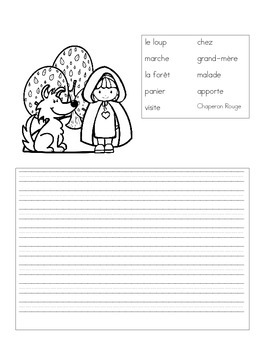 le loup chez
marche grand-mère
la forêt malade
panier apporte
visite Chaperon Rouge